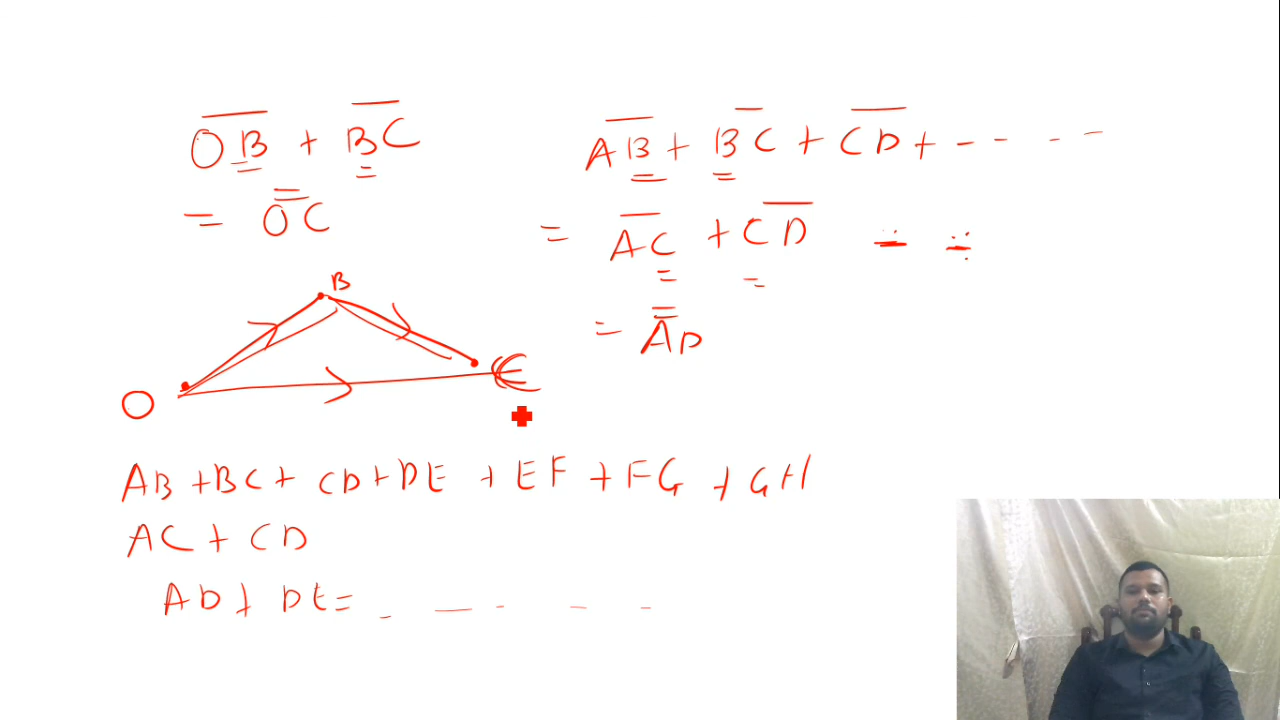 OB + BC
= OC
AB + BC + CD + - - - -
= AC + CD
= AD
B
O
C
AB + BC + CD + DE + EF + FG + GH
AC + CD
AD + DE = - - - - -